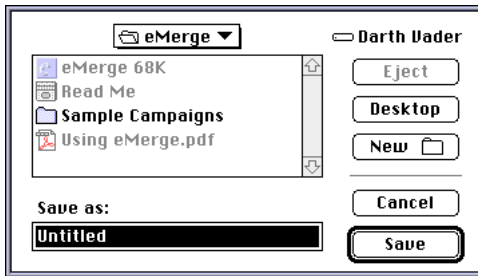 eMerge
Darth Vader
eMerge 68K
Read Me
Sample Campaigns
Using eMerge.pdf
Eject
Desktop
New
Save as:
Untitled
Cancel
Save